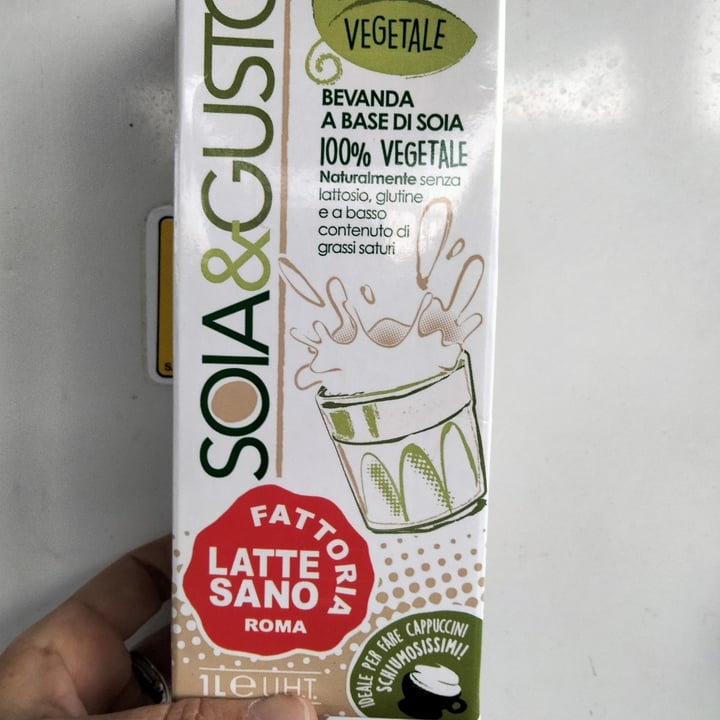 VEGETALE
SOIA&GUSTO
BEVANDA
A BASE DI SOIA
100% VEGETALE
Naturalmente senza
lattosio, glutine
e a basso
contenuto di
grassi saturi
FATTORIA
LATTE
SANO
ROMA
IDEALE PER FARE CAPPUCCINI
SCHIUMOSISSIMI!
1L e U.H.T.